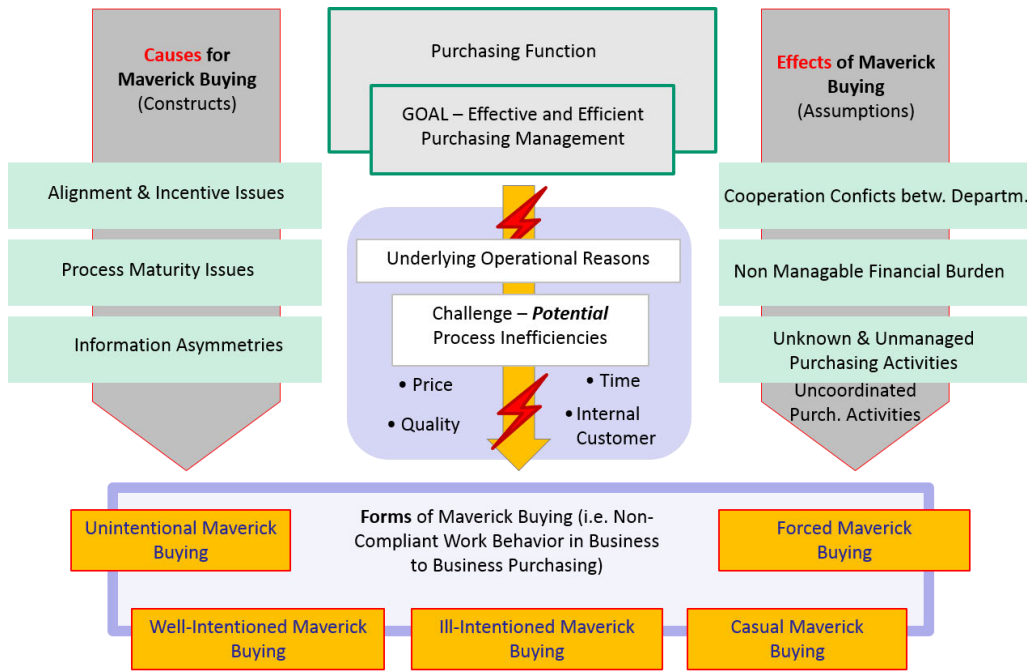 Causes for
Maverick Buying
(Constructs)
Alignment & Incentive Issues
Process Maturity Issues
Information Asymmetries
Purchasing Function
GOAL – Effective and Efficient
Purchasing Management
Underlying Operational Reasons
Challenge – Potential
Process Inefficiencies
• Price
• Quality
• Time
• Internal
Customer
Effects of Maverick
Buying
(Assumptions)
Cooperation Conficts betw. Departm.
Non Managable Financial Burden
Unknown & Unmanaged
Purchasing Activities
Uncoordinated
Purch. Activities
Forms of Maverick Buying (i.e. Non-
Compliant Work Behavior in Business
to Business Purchasing)
Unintentional Maverick
Buying
Forced Maverick
Buying
Well-Intentioned Maverick
Buying
Ill-Intentioned Maverick
Buying
Casual Maverick
Buying